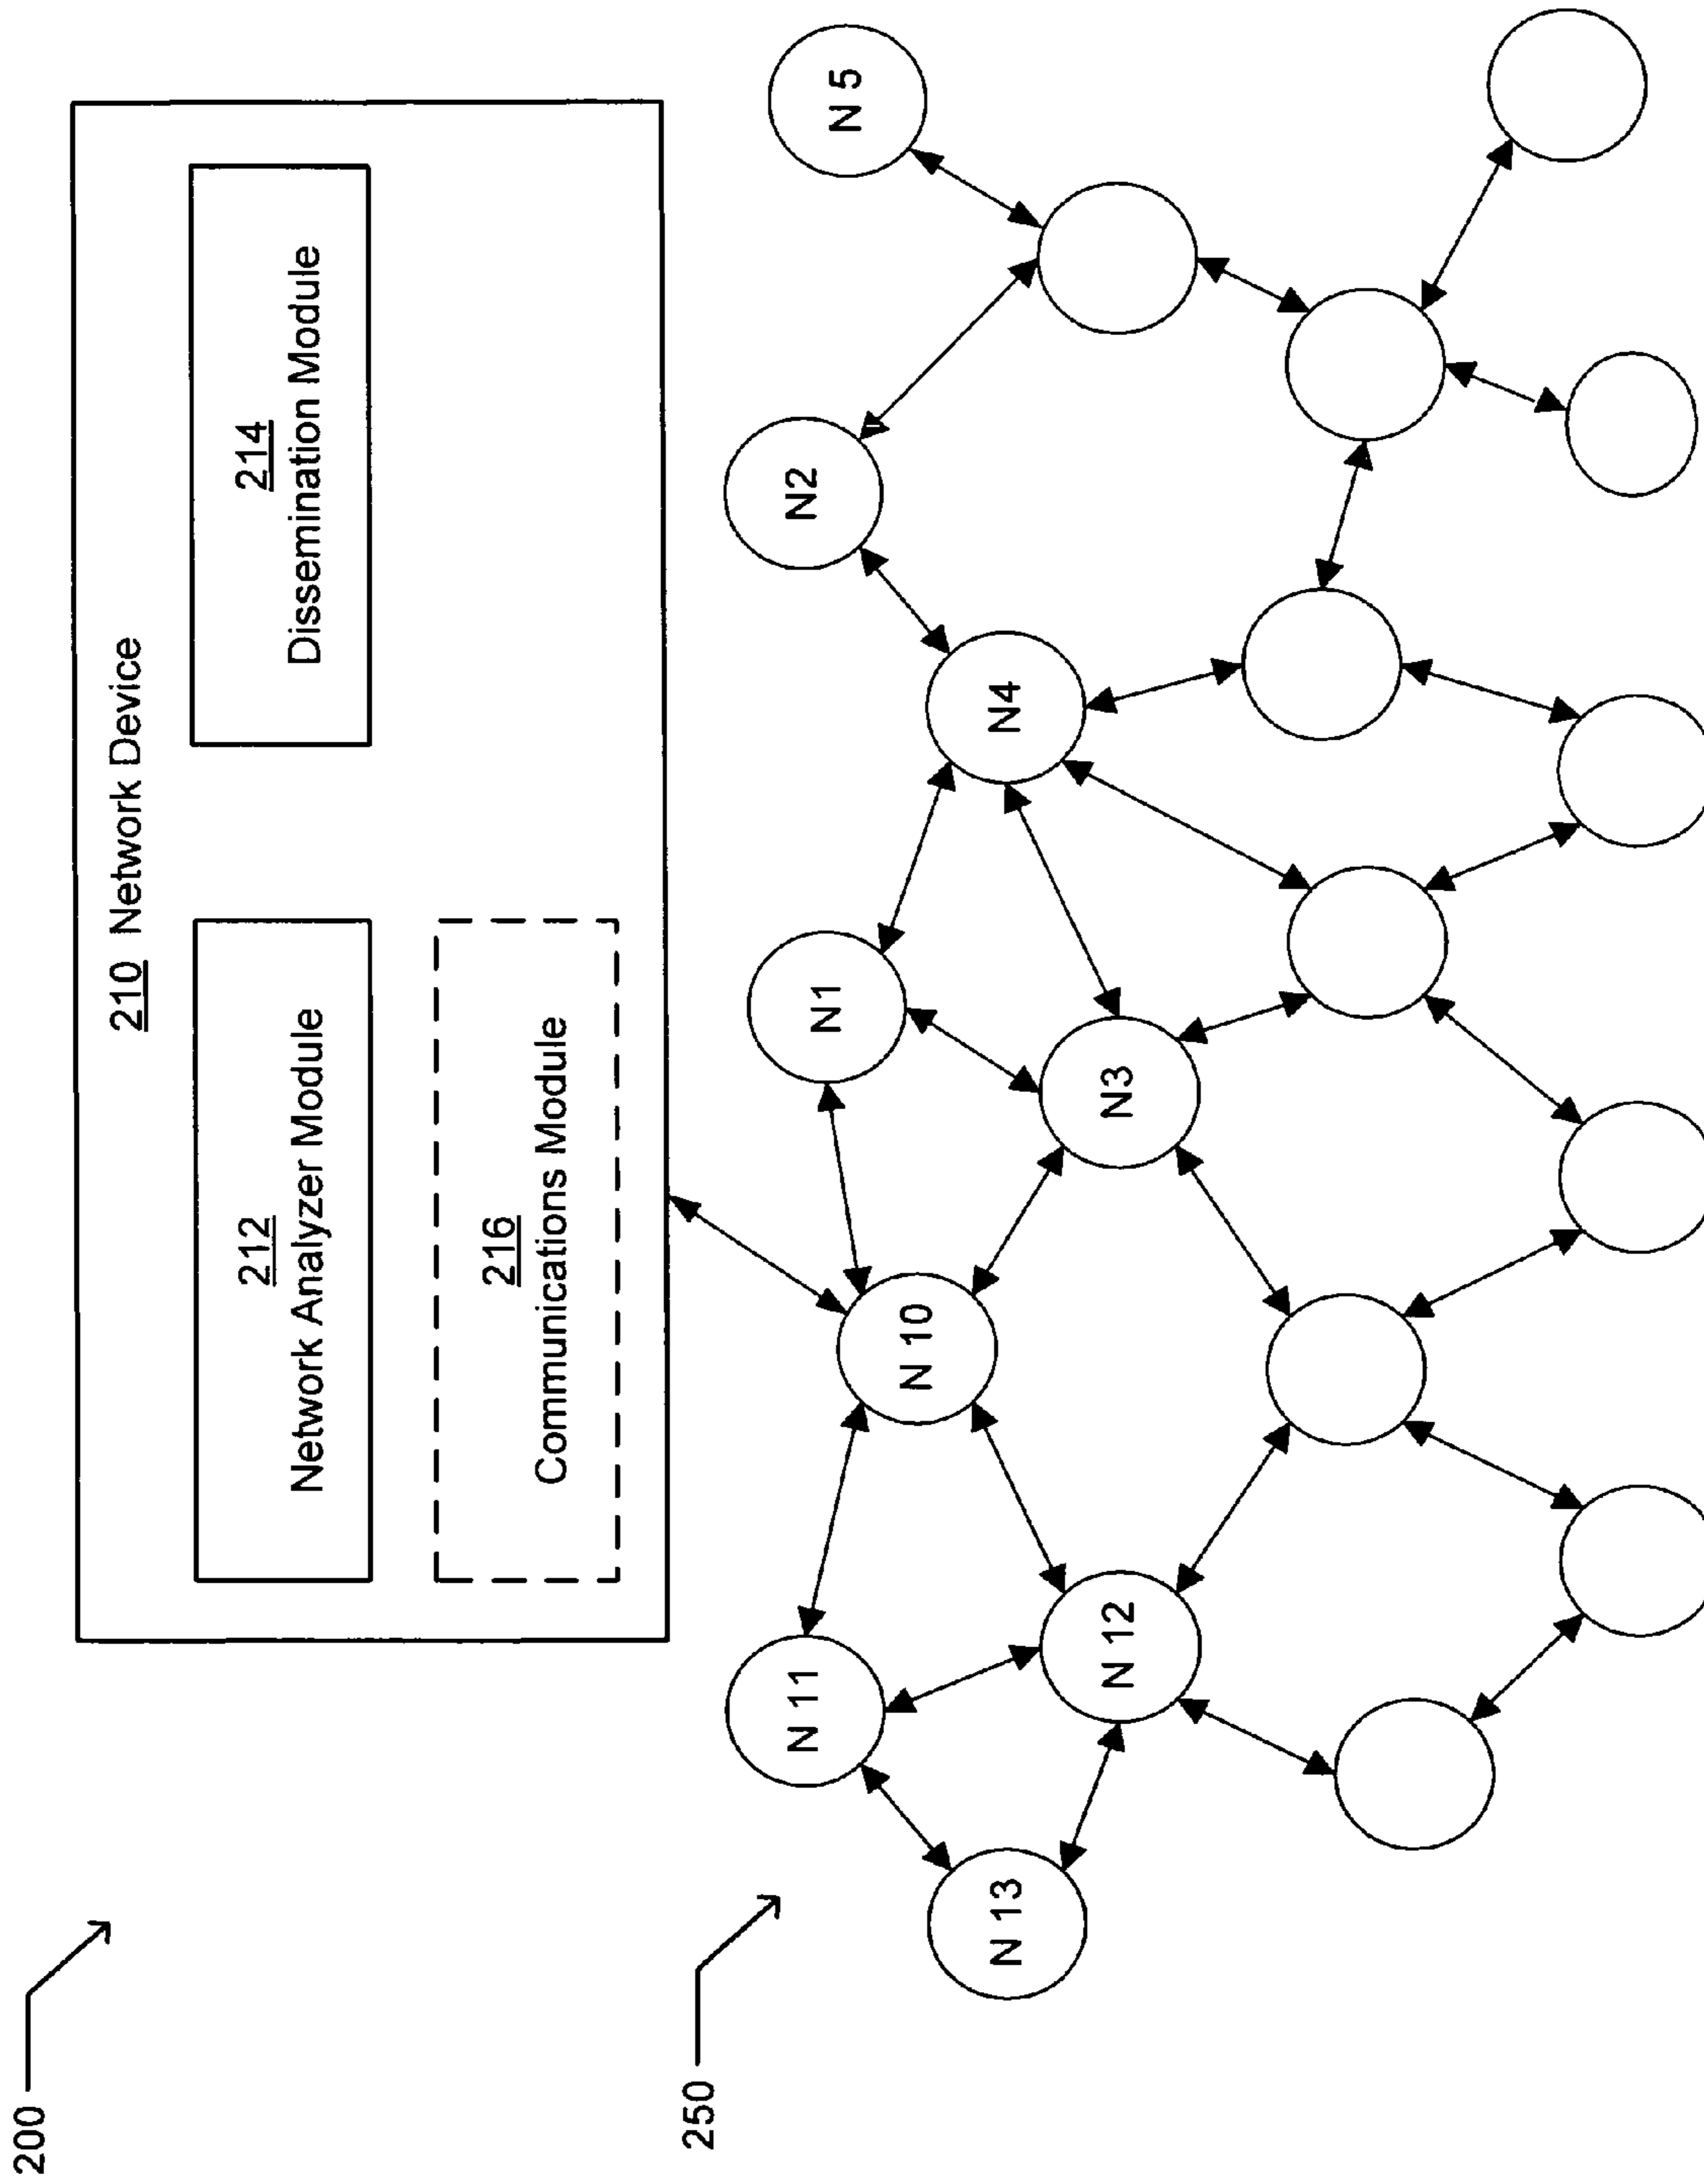 200
210 Network Device
212
Network Analyzer Module
214
Dissemination Module
216
Communications Module
250
N 11
N1
N2
N 5
N 10
N 13
N4
N 12
N3